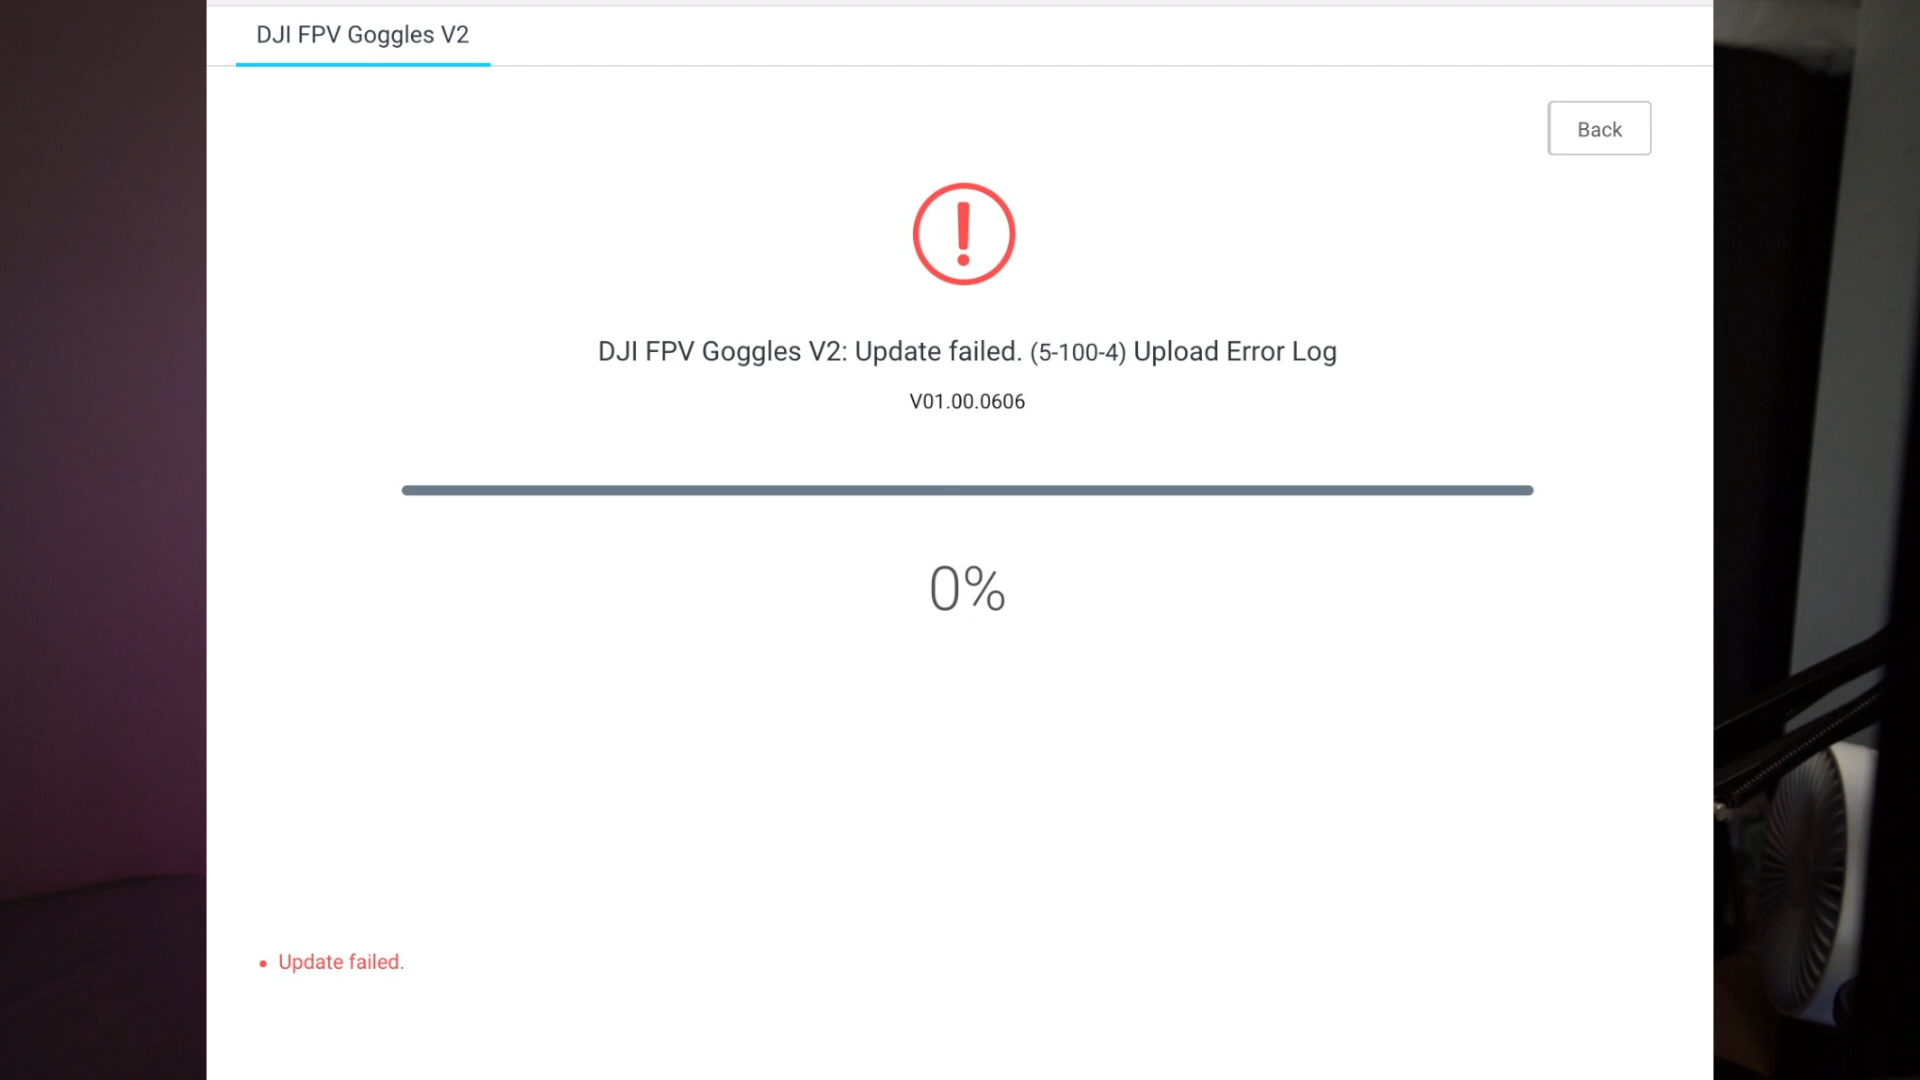 DJI FPV Goggles V2
Back
DJI FPV Goggles V2: Update failed. (5-100-4) Upload Error Log
V01.00.0606
0%
• Update failed.